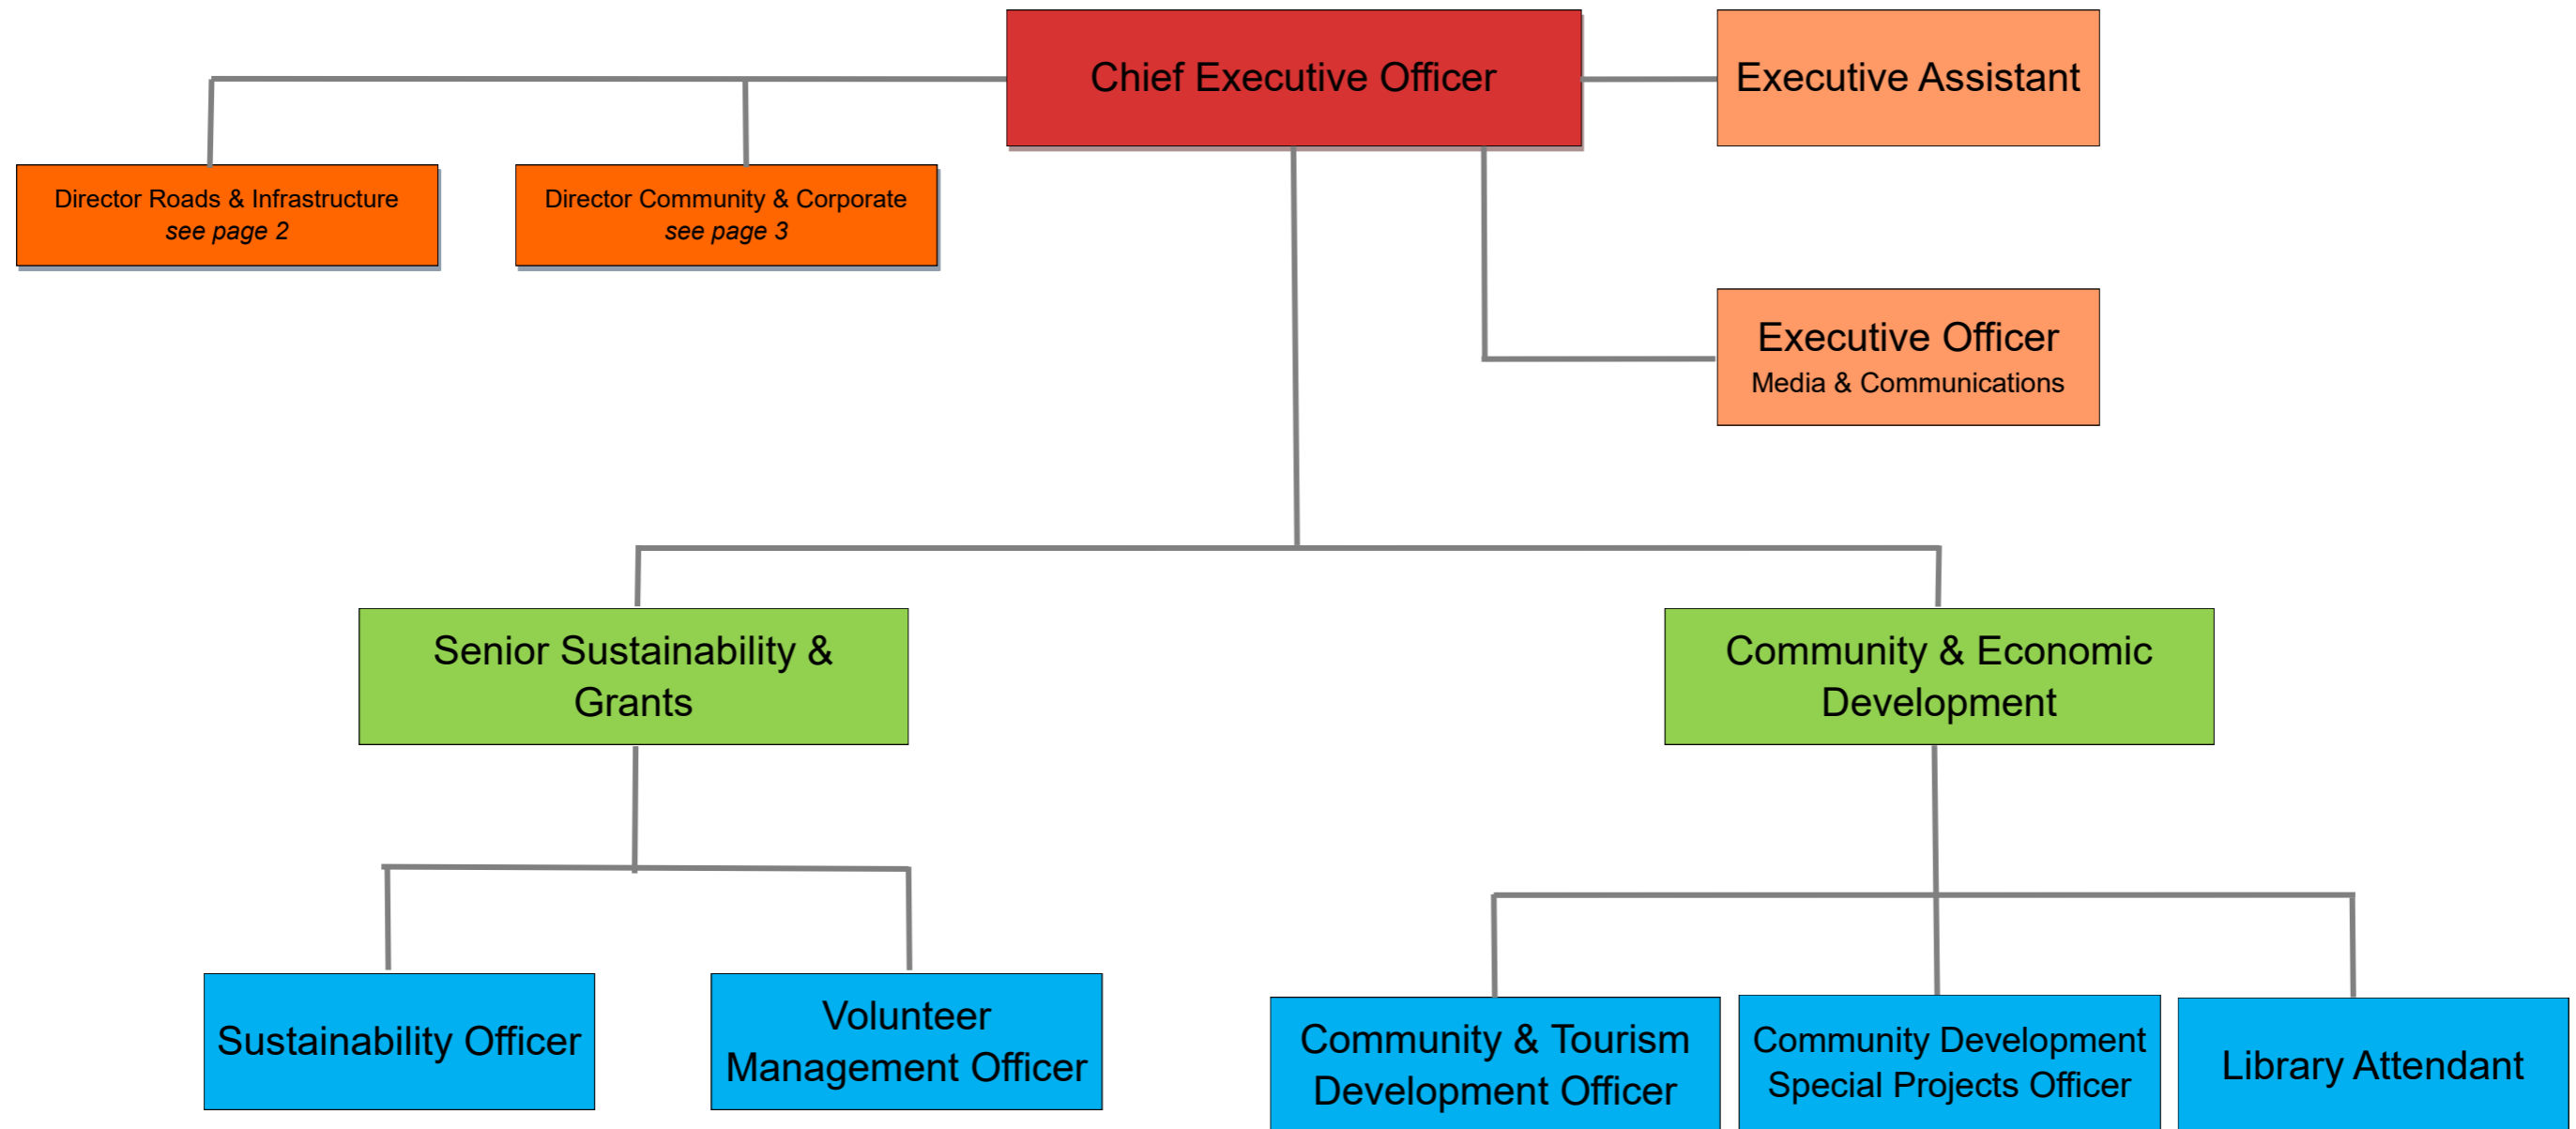 Chief Executive Officer
Executive Assistant
Director Roads & Infrastructure
see page 2
Director Community & Corporate
see page 3
Executive Officer
Media & Communications
Senior Sustainability &
Grants
Community & Economic
Development
Sustainability Officer
Volunteer
Management Officer
Community & Tourism
Development Officer
Community Development
Special Projects Officer
Library Attendant